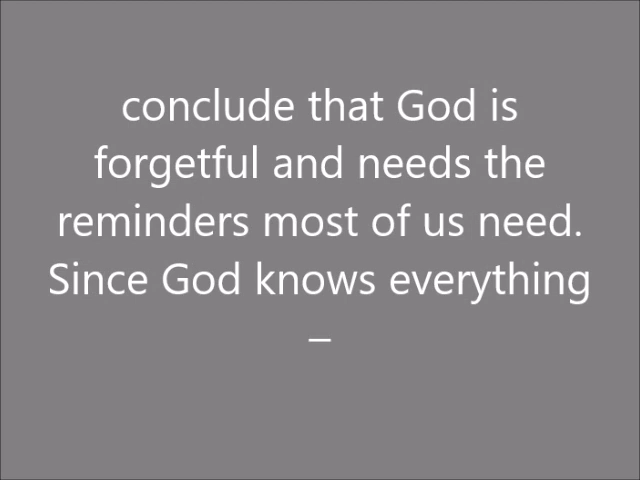 conclude that God is
forgetful and needs the
reminders most of us need.
Since God knows everything
–